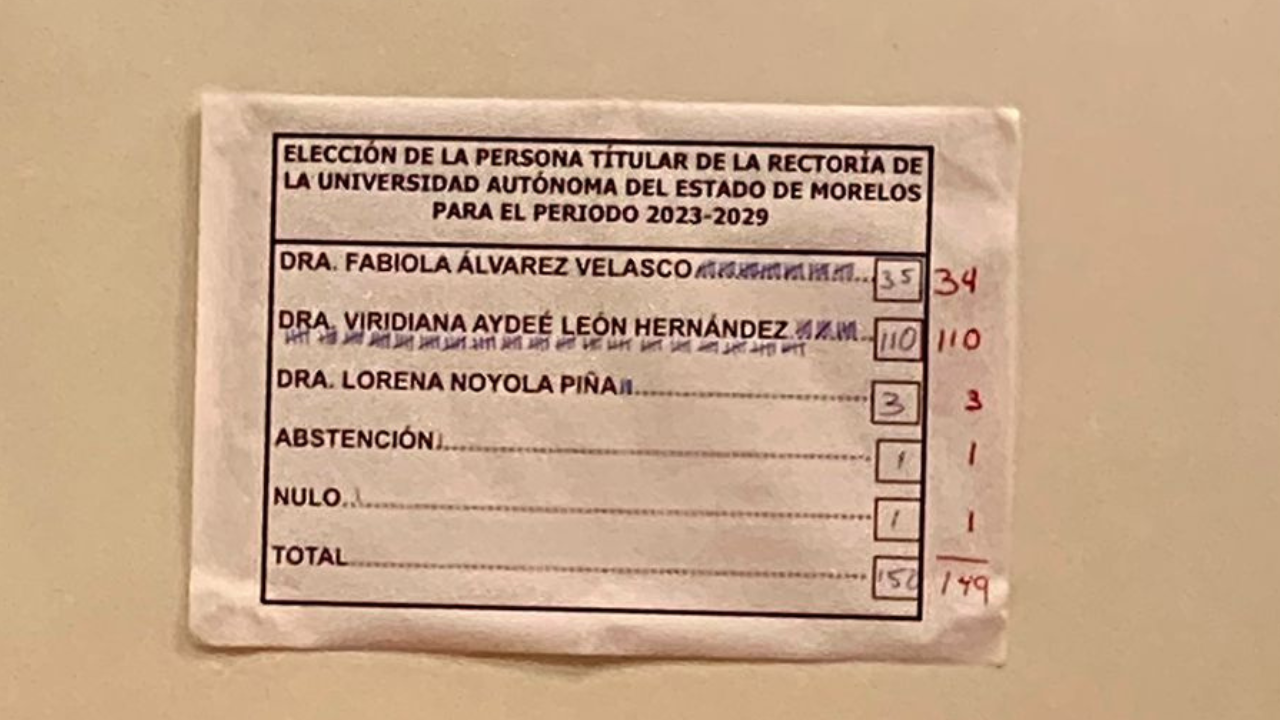 ELECCIÓN DE LA PERSONA TÍTULAR DE LA RECTORÍA DE
LA UNIVERSIDAD AUTÓNOMA DEL ESTADO DE MORELOS
PARA EL PERIODO 2023-2029
DRA. FABIOLA ÁLVAREZ VELASCO 35 34
DRA. VIRIDIANA AYDEÉ LEÓN HERNÁNDEZ 110 110
DRA. LORENA NOYOLA PIÑA 3 3
ABSTENCIÓN 1 1
NULO 1 1
TOTAL 149